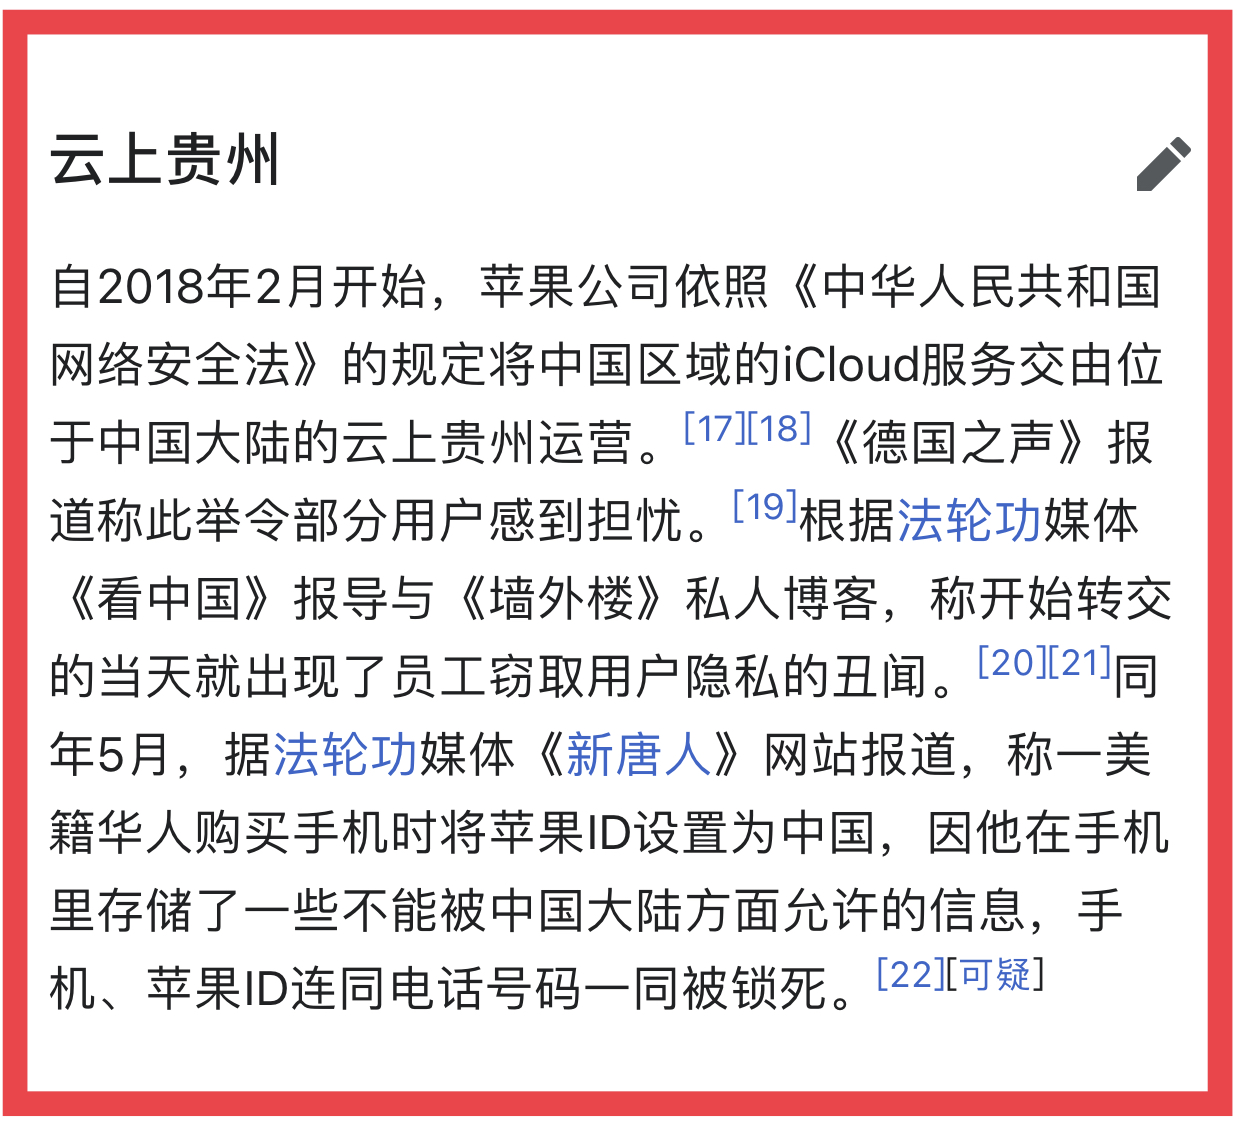 云上贵州
自2018年2月开始，苹果公司依照《中华人民共和国
网络安全法》的规定将中国区域的iCloud服务交由位
于中国大陆的云上贵州运营。[17][18]《德国之声》报
道称此举令部分用户感到担忧。[19]根据法轮功媒体
《看中国》报导与《墙外楼》私人博客，称开始转交
的当天就出现了员工窃取用户隐私的丑闻。[20][21]同
年5月，据法轮功媒体《新唐人》网站报道，称一美
籍华人购买手机时将苹果ID设置为中国，因他在手机
里存储了一些不能被中国大陆方面允许的信息，手
机、苹果ID连同电话号码一同被锁死。[22][可疑]